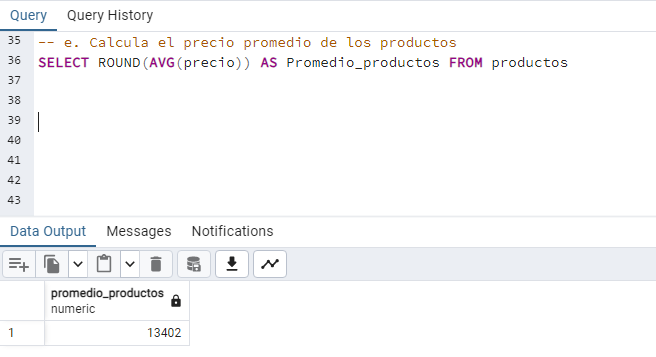 Query Query History
35 -- e. Calcula el precio promedio de los productos
36 SELECT ROUND(AVG(precio)) AS Promedio_productos FROM productos
37
38
39
40
41
42
43
Data Output Messages Notifications
promedio_productos
numeric
1 13402